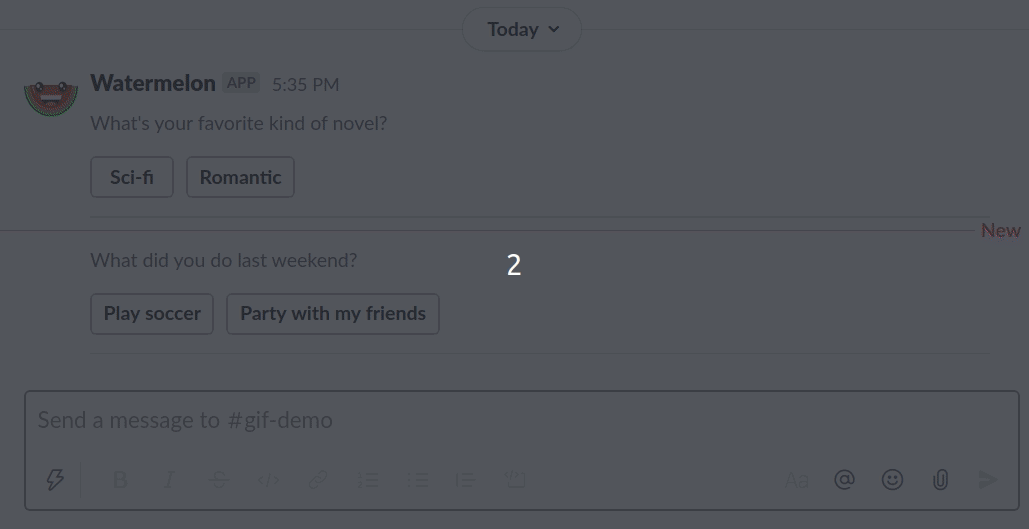 Today
Watermelon APP 5:35 PM
What's your favorite kind of novel?
Sci-fi Romantic
New
What did you do last weekend?
2
Play soccer Party with my friends
Send a message to #gif-demo
B I S </> Aa @